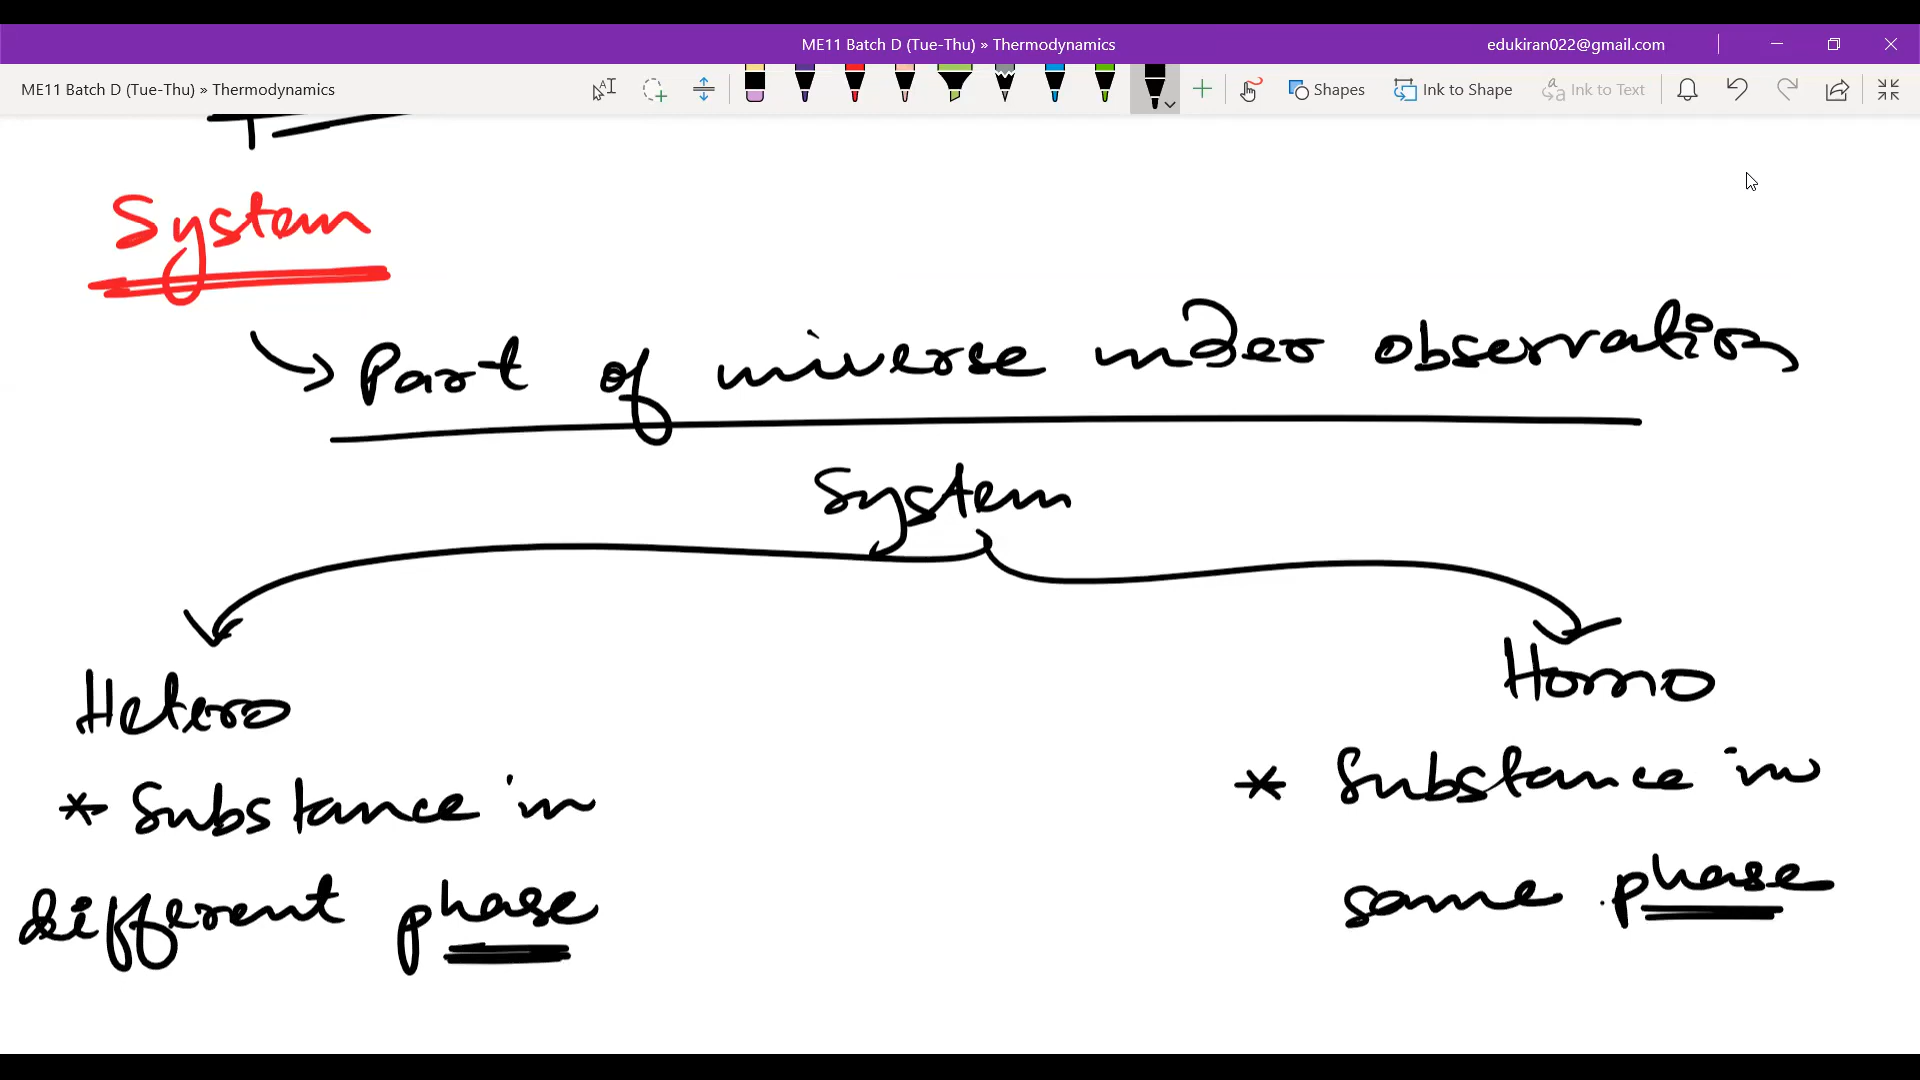 ME11 Batch D (Tue-Thu) » Thermodynamics
edukiran022@gmail.com
ME11 Batch D (Tue-Thu) » Thermodynamics
Shapes
Ink to Shape
Ink to Text
System
Part of universe under observation
System
Hetero
Homo
* Substance in
different phase
* Substance in
same phase